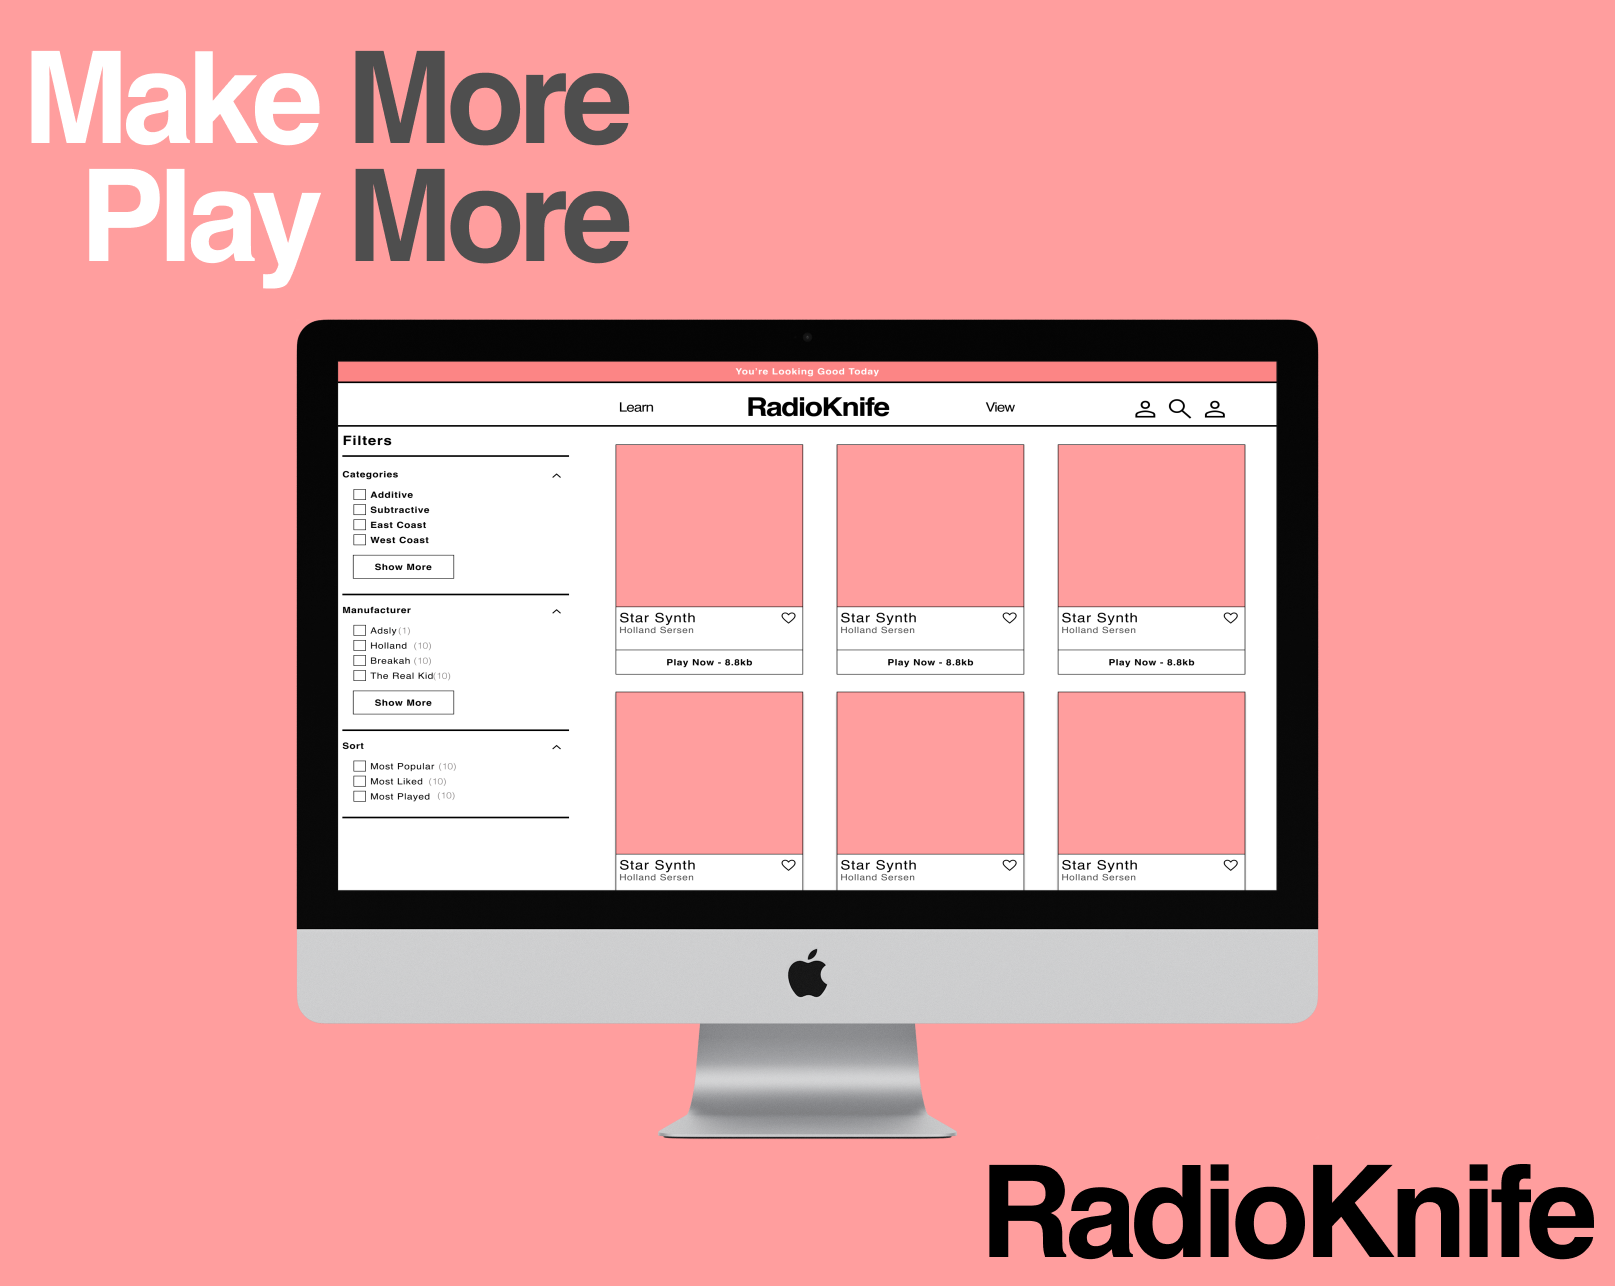 Make More
Play More
You're Looking Good Today
Learn
RadioKnife
View
Filters
Categories
Additive
Subtractive
East Coast
West Coast
Show More
Manufacturer
Adsly (1)
Holland (10)
Breakah (10)
The Real Kid(10)
Show More
Sort
Most Popular (10)
Most Liked (10)
Most Played (10)
Star Synth
Holland Sersen
Play Now - 8.8kb
Star Synth
Holland Sersen
Play Now - 8.8kb
Star Synth
Holland Sersen
Play Now - 8.8kb
Star Synth
Holland Sersen
Star Synth
Holland Sersen
Star Synth
Holland Sersen
RadioKnife